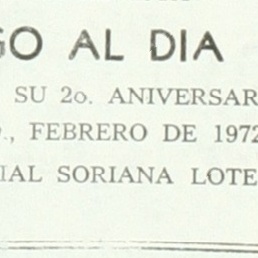 GO AL DIA
SU 2o. ANIVERSAR
., FEBRERO DE 1972
IAL SORIANA LOTE